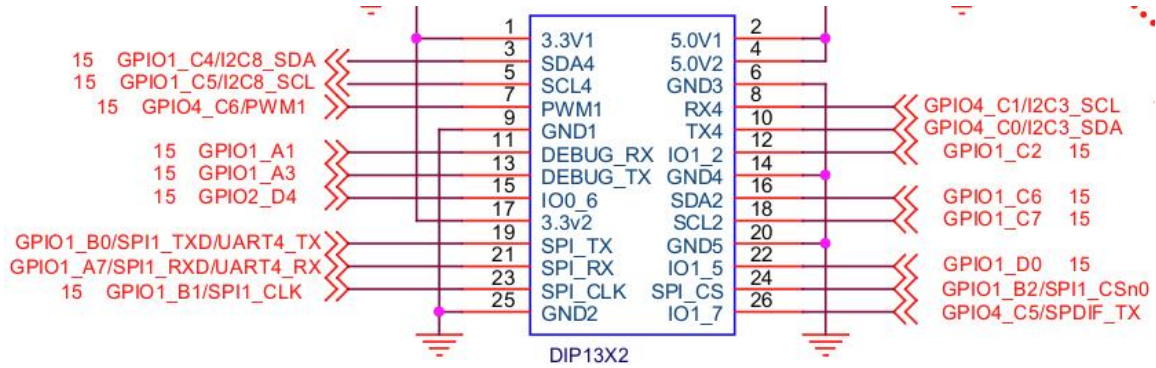 1 2
3.3V1 5.0V1
3 4
15 GPIO1_C4/I2C8_SDA SDA4 5.0V2
5 6
15 GPIO1_C5/I2C8_SCL SCL4 GND3
7 8
15 GPIO4_C6/PWM1 PWM1 RX4 GPIO4_C1/I2C3_SCL
9 10
GND1 TX4 GPIO4_C0/I2C3_SDA
11 12
15 GPIO1_A1 DEBUG_RX IO1_2 GPIO1_C2 15
13 14
15 GPIO1_A3 DEBUG_TX GND4
15 16
15 GPIO2_D4 IO0_6 SDA2 GPIO1_C6 15
17 18
3.3v2 SCL2 GPIO1_C7 15
19 20
GPIO1_B0/SPI1_TXD/UART4_TX SPI_TX GND5
21 22
GPIO1_A7/SPI1_RXD/UART4_RX SPI_RX IO1_5 GPIO1_D0 15
23 24
15 GPIO1_B1/SPI1_CLK SPI_CLK SPI_CS GPIO1_B2/SPI1_CSn0
25 26
GND2 IO1_7 GPIO4_C5/SPDIF_TX
DIP13X2